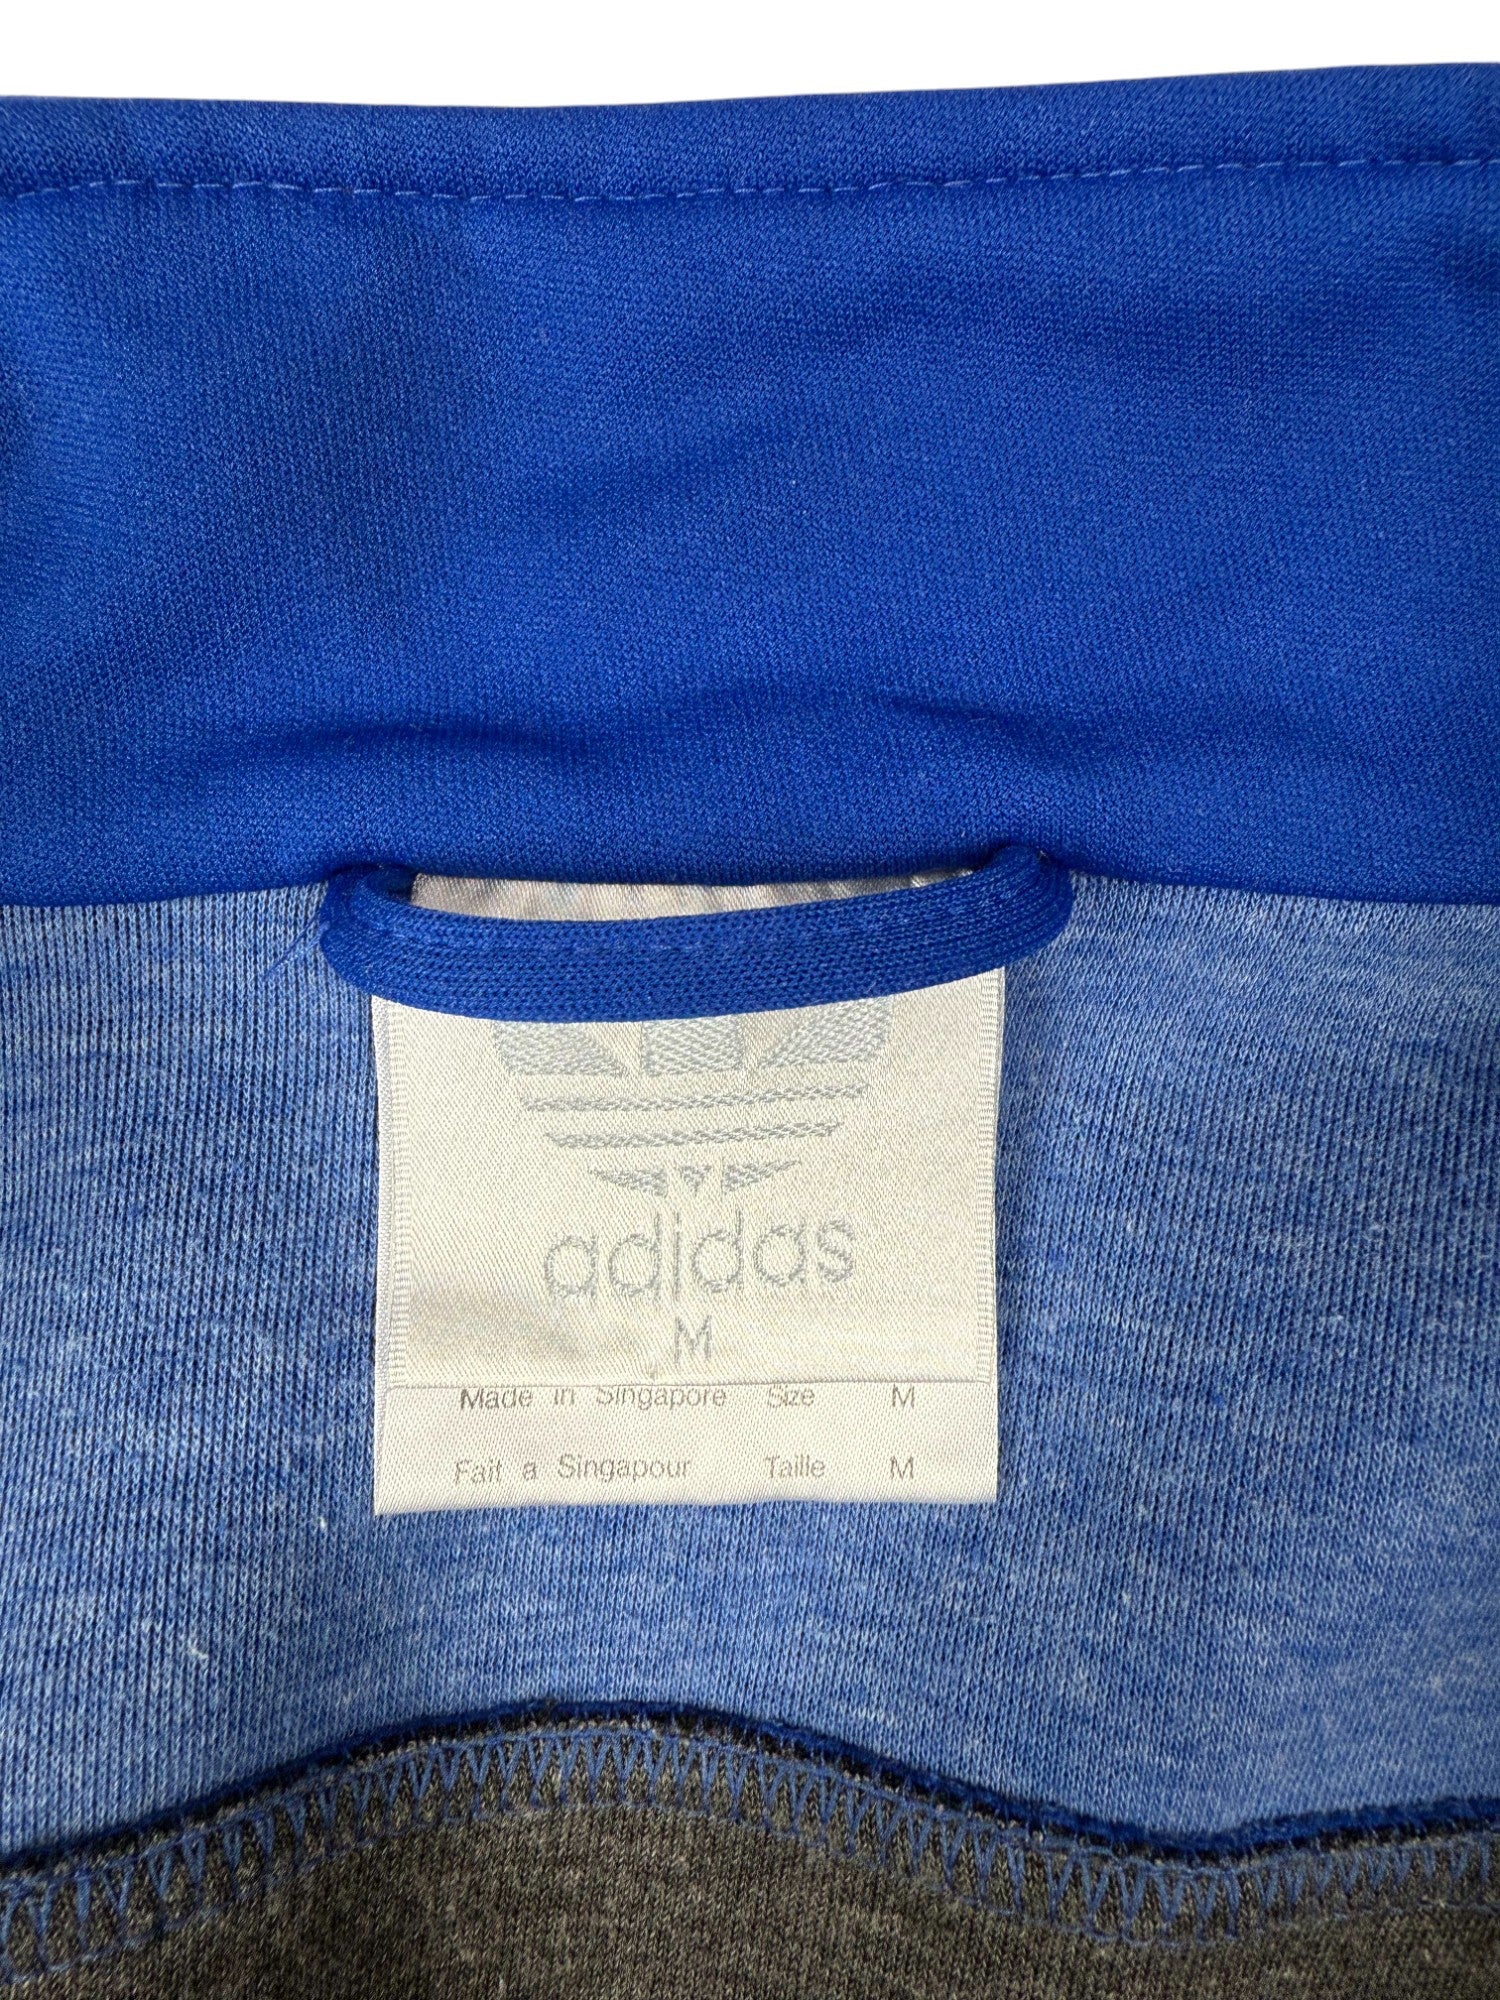 adidas
M
Made in Singapore Size M
Fait a Singapour Taille M